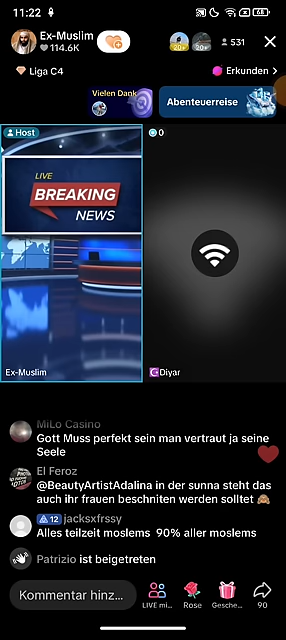 11:22
68
Ex-Muslim
114.6K
20+
20+
531
Liga C4
Erkunden
Vielen Dank
Abenteuerreise
Host
0
LIVE
BREAKING
NEWS
Ex-Muslim
Diyar
MiLo Casino
Gott Muss perfekt sein man vertraut ja seine
Seele
El Feroz
@BeautyArtistAdalina in der sunna steht das
auch ihr frauen beschniten werden solltet 🙈
12 jacksxfrssy
Alles teilzeit moslems 90% aller moslems
Patrizio ist beigetreten
Kommentar hinz...
LIVE mi...
Rose
Gesche...
90